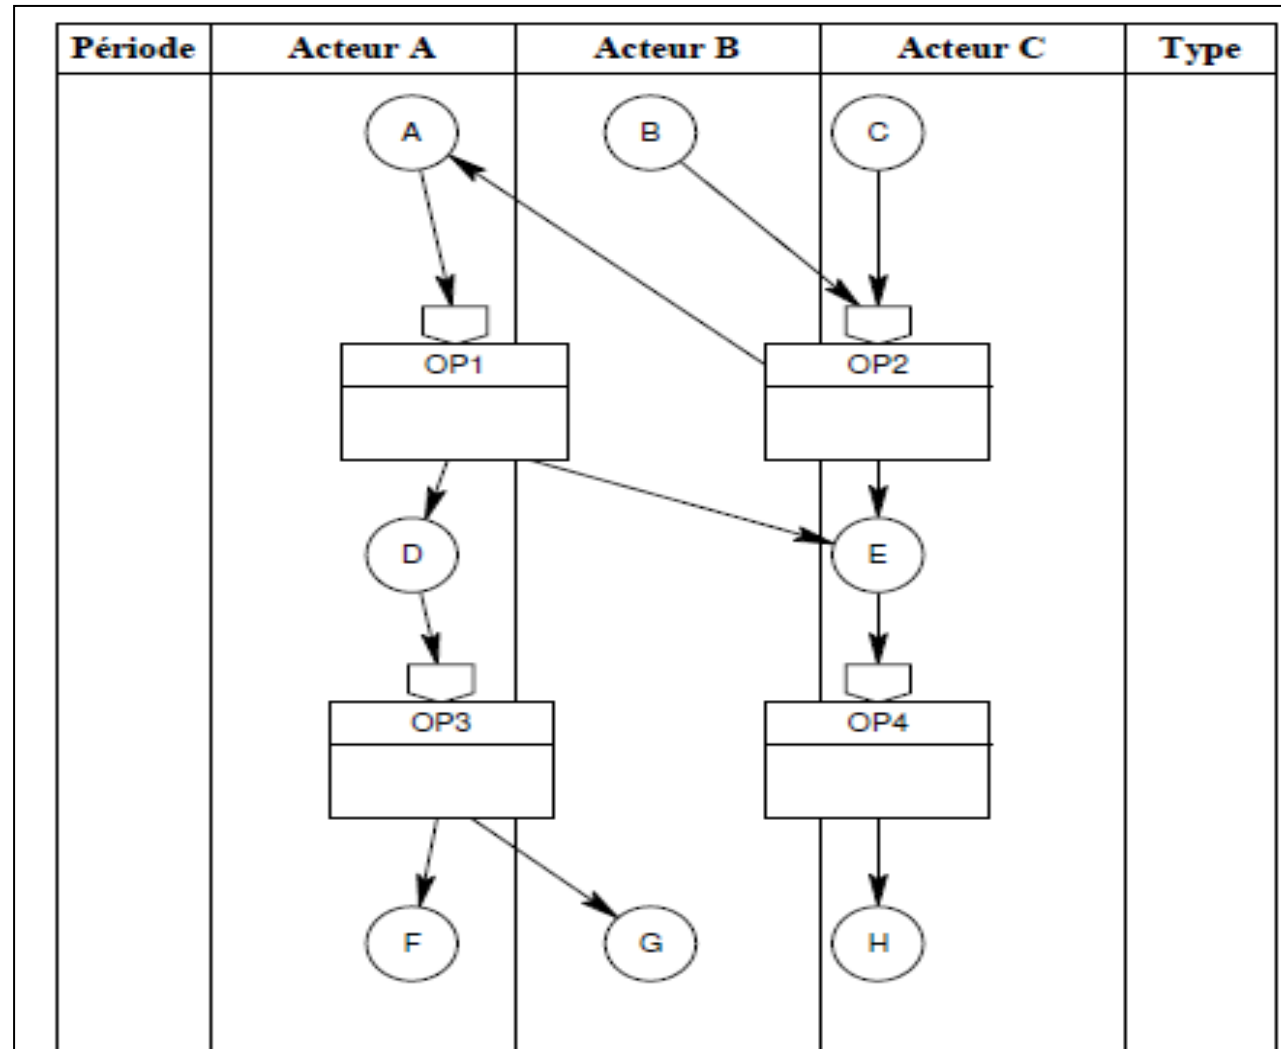 Période Acteur A Acteur B Acteur C Type
A B C
OP1 OP2
D E
OP3 OP4
F G H